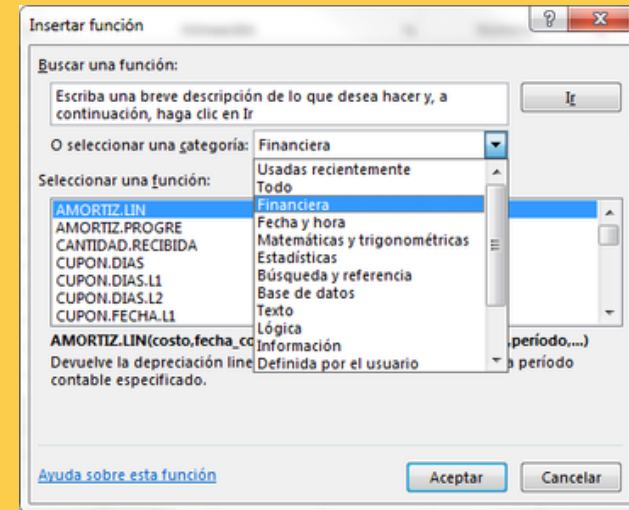 Insertar función
Buscar una función:
Escriba una breve descripción de lo que desea hacer y, a
continuación, haga clic en Ir
Ir
O seleccionar una categoría:
Financiera
Usadas recientemente
Todo
Financiera
Fecha y hora
Matemáticas y trigonométricas
Estadísticas
Búsqueda y referencia
Base de datos
Texto
Lógica
Información
Definida por el usuario
Seleccionar una función:
AMORTIZ.LIN
AMORTIZ.PROGRE
CANTIDAD.RECIBIDA
CUPON.DIAS
CUPON.DIAS.L1
CUPON.DIAS.L2
CUPON.FECHA.L1
AMORTIZ.LIN(costo,fecha_co ,período,...)
Devuelve la depreciación line a período
contable especificado.
Ayuda sobre esta función
Aceptar
Cancelar